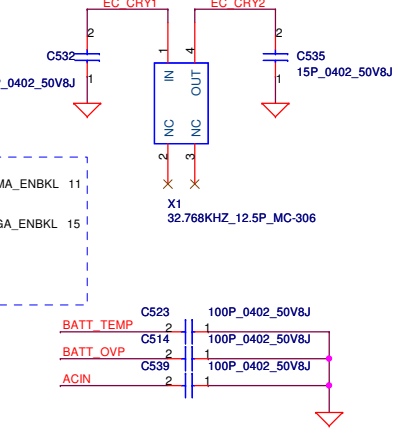 EC_CRY1
EC_CRY2
2
2
C532
C535
1
4
1
1
15P_0402_50V8J
_0402_50V8J
IN
OUT
NC
NC
2
3
X1
32.768KHZ_12.5P_MC-306
MA_ENBKL 11
GA_ENBKL 15
C523
100P_0402_50V8J
BATT_TEMP
2
1
C514
100P_0402_50V8J
BATT_OVP
2
1
C539
100P_0402_50V8J
ACIN
2
1